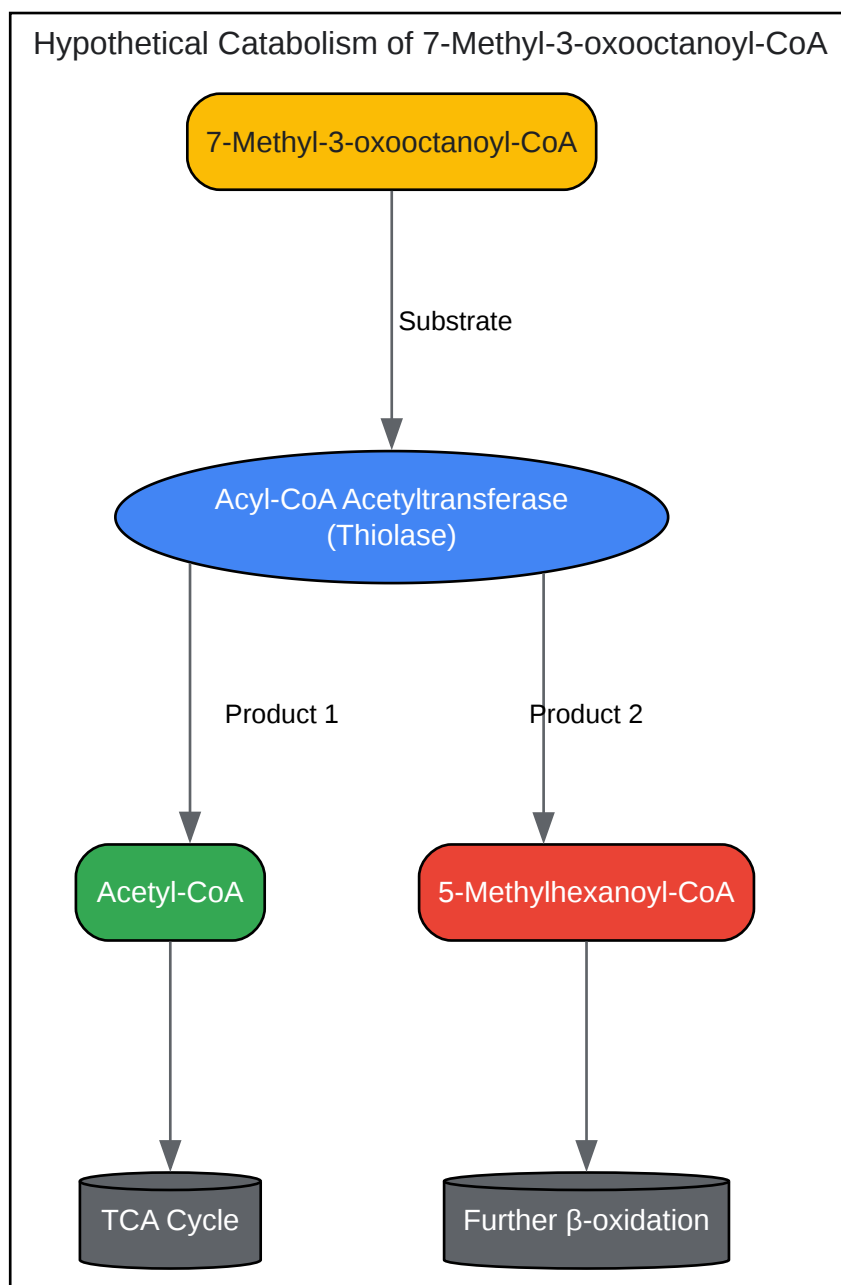 Hypothetical Catabolism of 7-Methyl-3-oxooctanoyl-CoA
7-Methyl-3-oxooctanoyl-CoA
Substrate
Acyl-CoA Acetyltransferase
(Thiolase)
Product 1
Product 2
Acetyl-CoA
5-Methylhexanoyl-CoA
TCA Cycle
Further β-oxidation